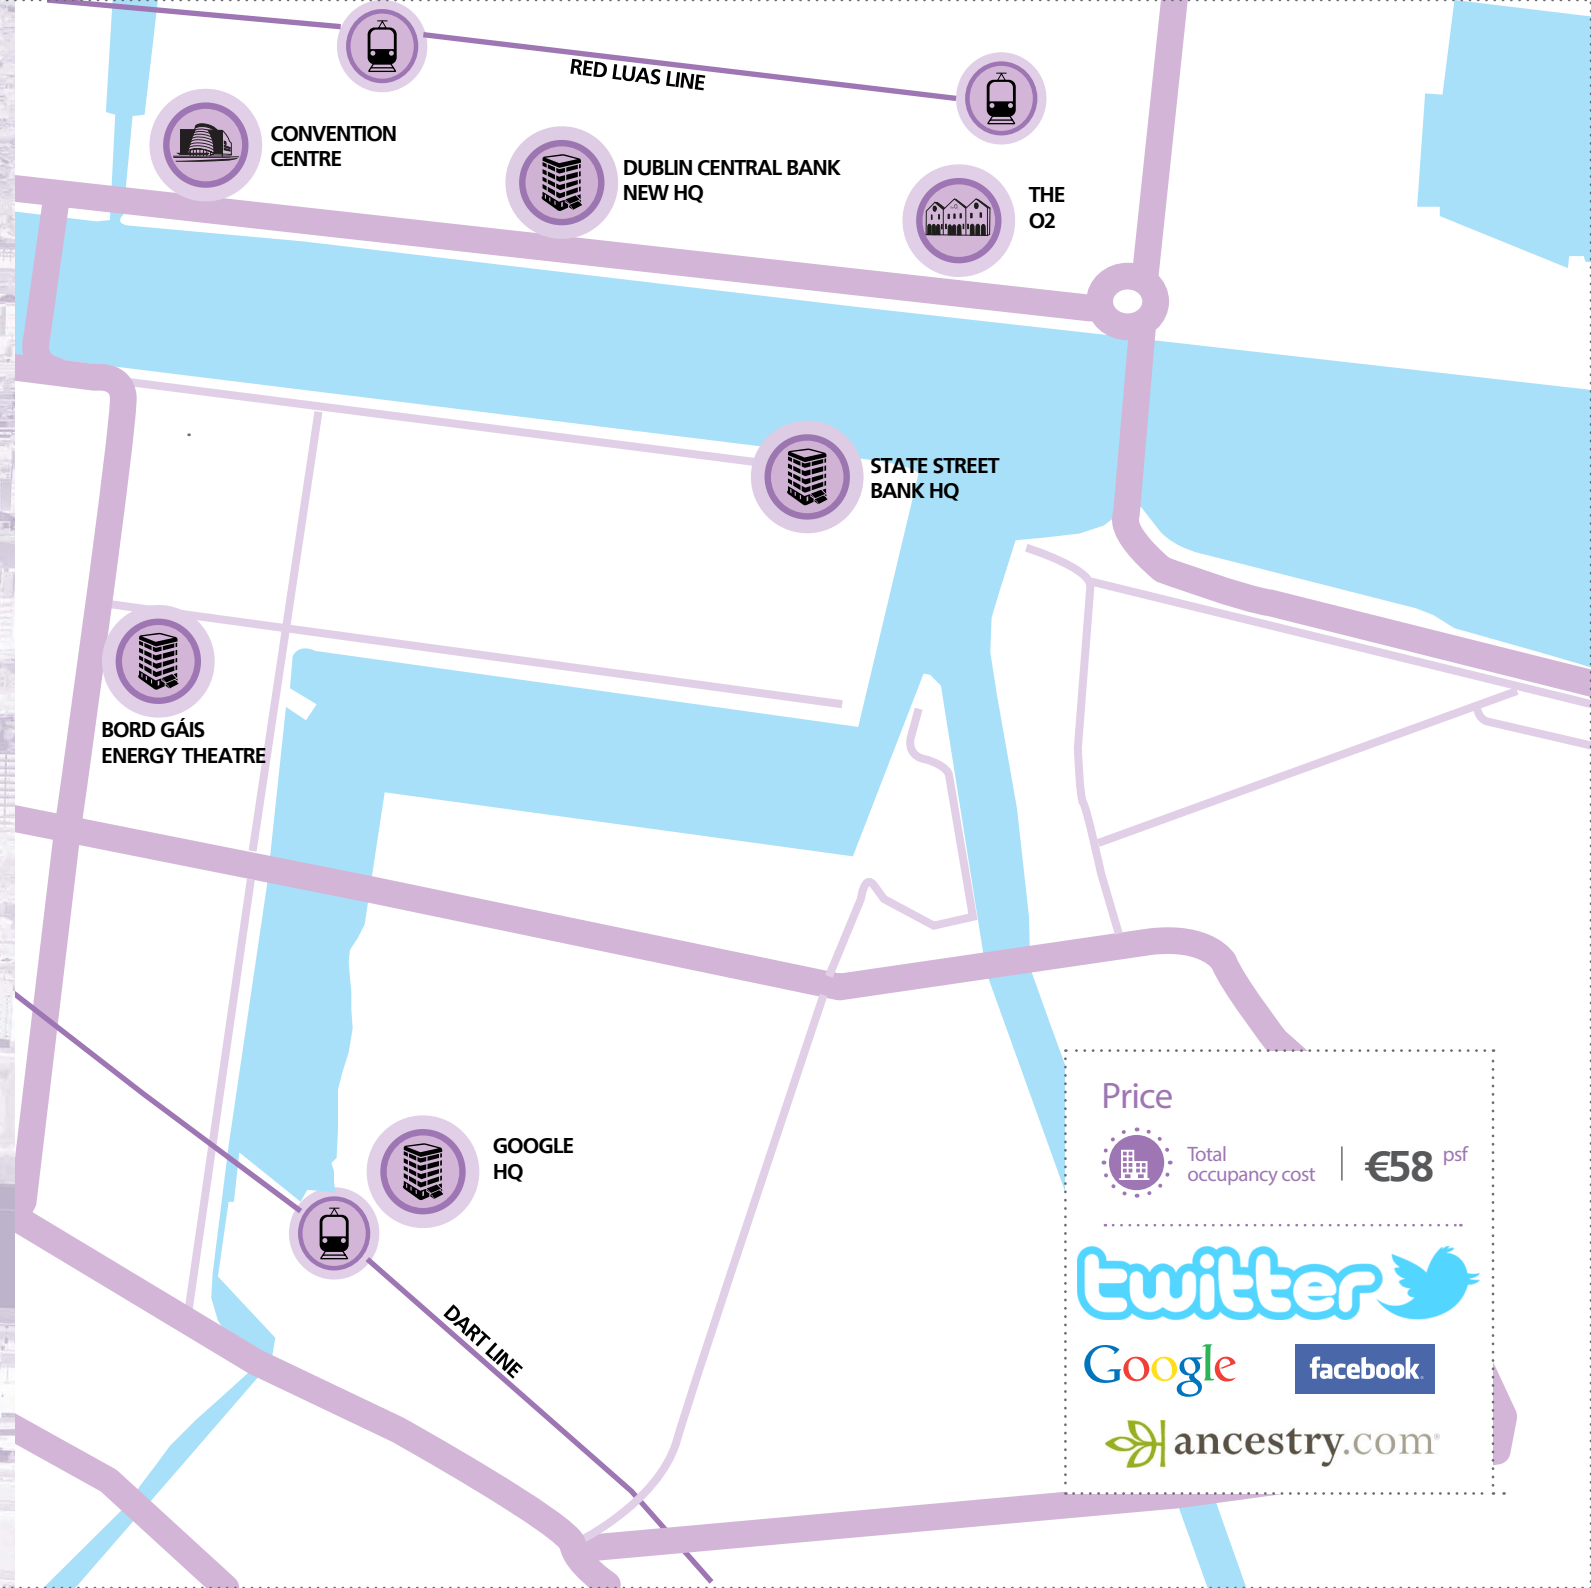 RED LUAS LINE
CONVENTION
CENTRE
DUBLIN CENTRAL BANK
NEW HQ
THE
O2
STATE STREET
BANK HQ
BORD GÁIS
ENERGY THEATRE
GOOGLE
HQ
DART LINE
Price
Total
occupancy cost
€58 psf
twitter
Google
facebook.
ancestry.com